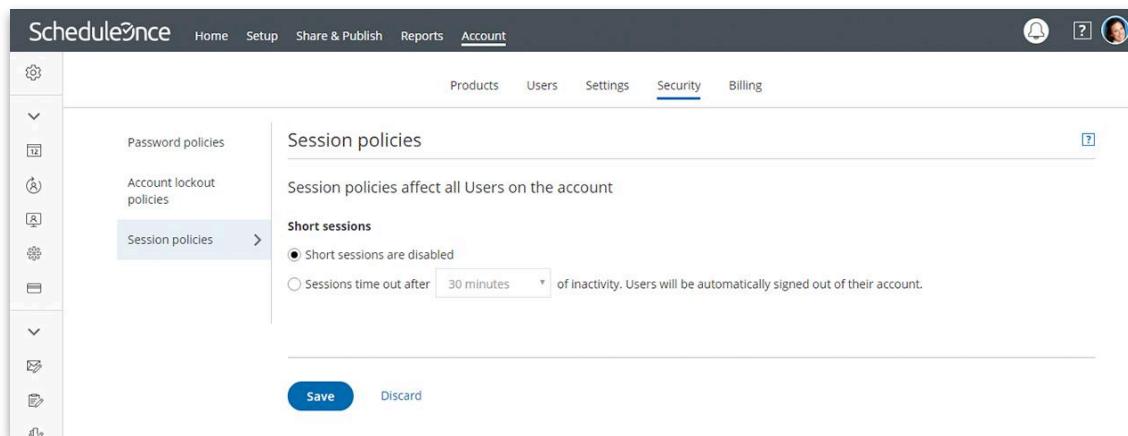 ScheduleOnce Home Setup Share & Publish Reports Account ?
Products Users Settings Security Billing
12
Password policies
Account lockout
policies
Session policies
Session policies ?
Session policies affect all Users on the account
Short sessions
Short sessions are disabled
Sessions time out after 30 minutes of inactivity. Users will be automatically signed out of their account.
Save Discard